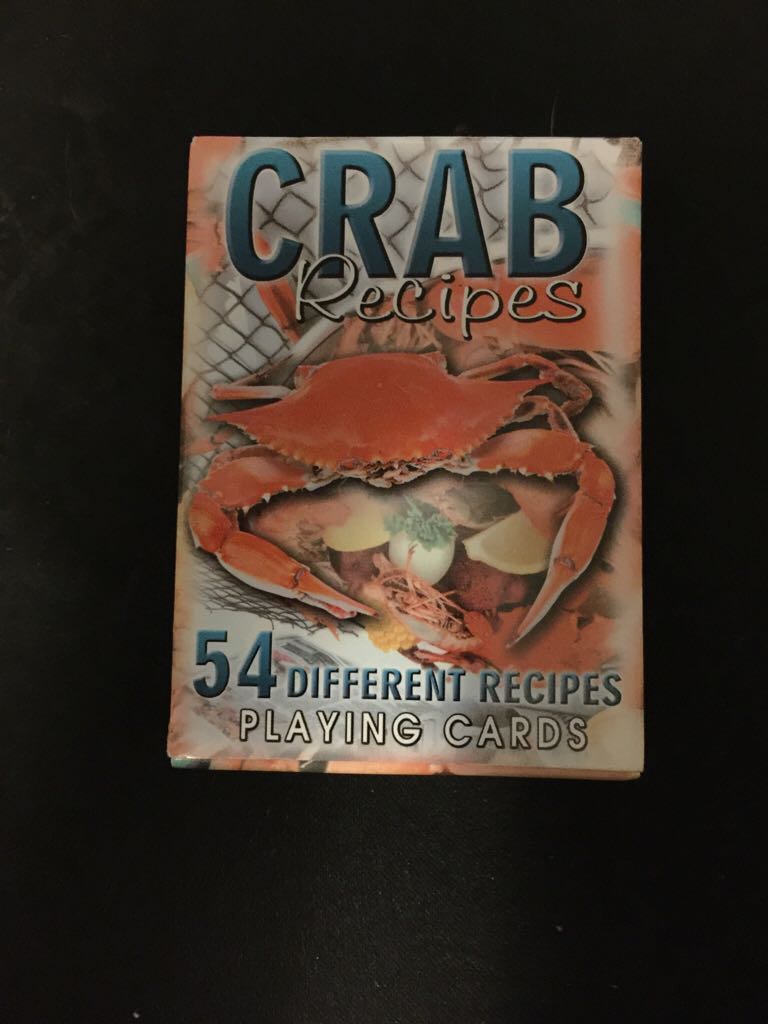 CRAB
Recipes
54 DIFFERENT RECIPES
PLAYING CARDS